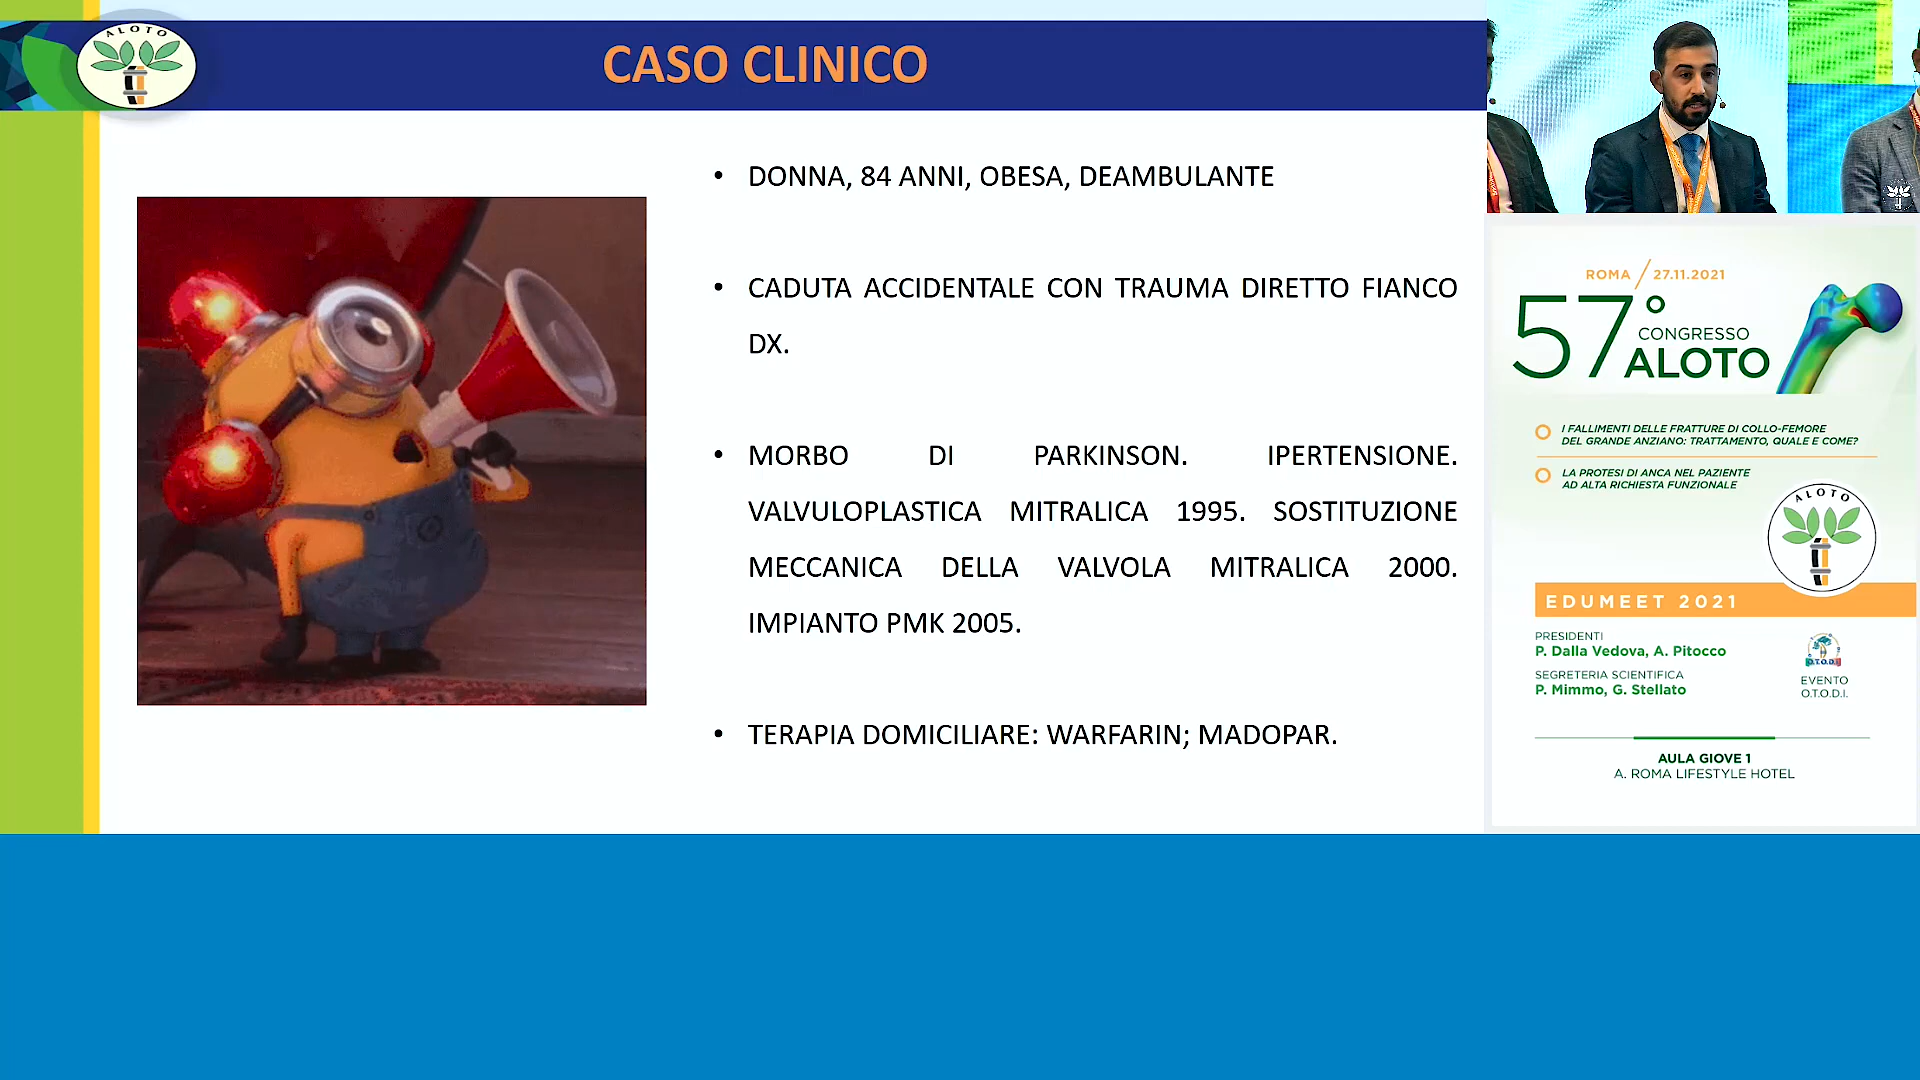 ALOTO
CASO CLINICO
• DONNA, 84 ANNI, OBESA, DEAMBULANTE
• CADUTA ACCIDENTALE CON TRAUMA DIRETTO FIANCO
DX.
• MORBO DI PARKINSON. IPERTENSIONE.
VALVULOPLASTICA MITRALICA 1995. SOSTITUZIONE
MECCANICA DELLA VALVOLA MITRALICA 2000.
IMPIANTO PMK 2005.
• TERAPIA DOMICILIARE: WARFARIN; MADOPAR.
ROMA / 27.11.2021
57°
CONGRESSO
ALOTO
I FALLIMENTI DELLE FRATTURE DI COLLO-FEMORE
DEL GRANDE ANZIANO: TRATTAMENTO, QUALE E COME?
LA PROTESI DI ANCA NEL PAZIENTE
AD ALTA RICHIESTA FUNZIONALE
ALOTO
EDUMEET 2021
PRESIDENTI
P. Dalla Vedova, A. Pitocco
SEGRETERIA SCIENTIFICA
P. Mimmo, G. Stellato
O.T.O.D.I.
EVENTO
O.T.O.D.I.
AULA GIOVE 1
A. ROMA LIFESTYLE HOTEL